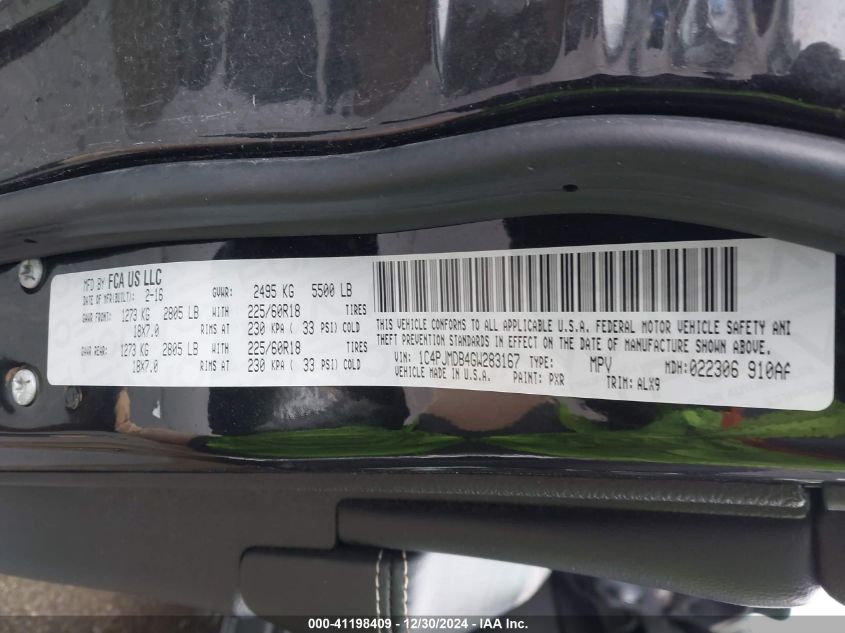 MFD BY FCA US LLC
DATE OF MFR(BUILT): 2-16 GVWR: 2495 KG 5500 LB
GAWR FRONT: 1273 KG 2805 LB WITH 225/60R18 TIRES
18X7.0 RIMS AT 230 KPA ( 33 PSI) COLD
GAWR REAR: 1273 KG 2805 LB WITH 225/60R18 TIRES
18X7.0 RIMS AT 230 KPA ( 33 PSI) COLD
THIS VEHICLE CONFORMS TO ALL APPLICABLE U.S.A. FEDERAL MOTOR VEHICLE SAFETY AND
THEFT PREVENTION STANDARDS IN EFFECT ON THE DATE OF MANUFACTURE SHOWN ABOVE.
VIN: 1C4PJMDB4GW283167 TYPE: MPV MDH:022306 910AA
VEHICLE MADE IN U.S.A. PAINT: PXR TRIM: ALX9
000-41198409 - 12/30/2024 - IAA Inc.